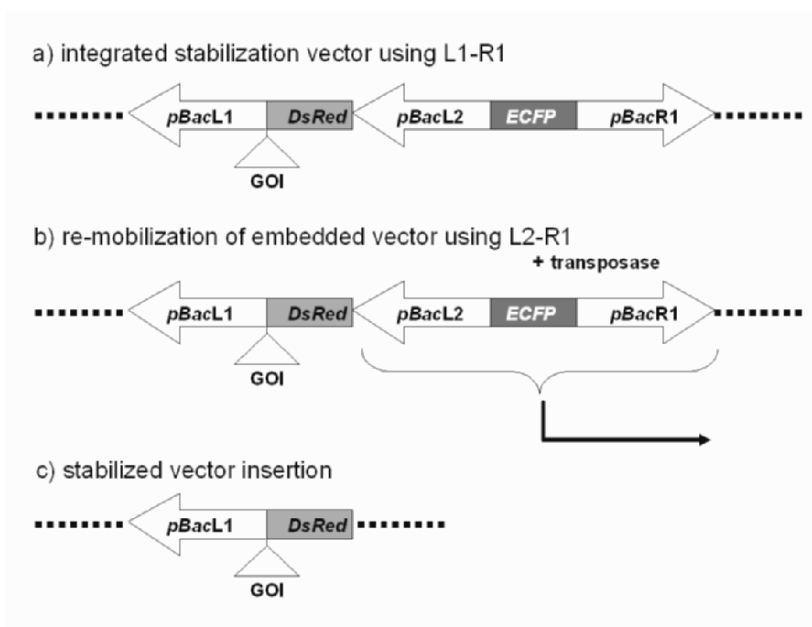 a) integrated stabilization vector using L1-R1
pBacL1 DsRed pBacL2 ECFP pBacR1
GOI
b) re-mobilization of embedded vector using L2-R1
+ transposase
pBacL1 DsRed pBacL2 ECFP pBacR1
GOI
c) stabilized vector insertion
pBacL1 DsRed
GOI